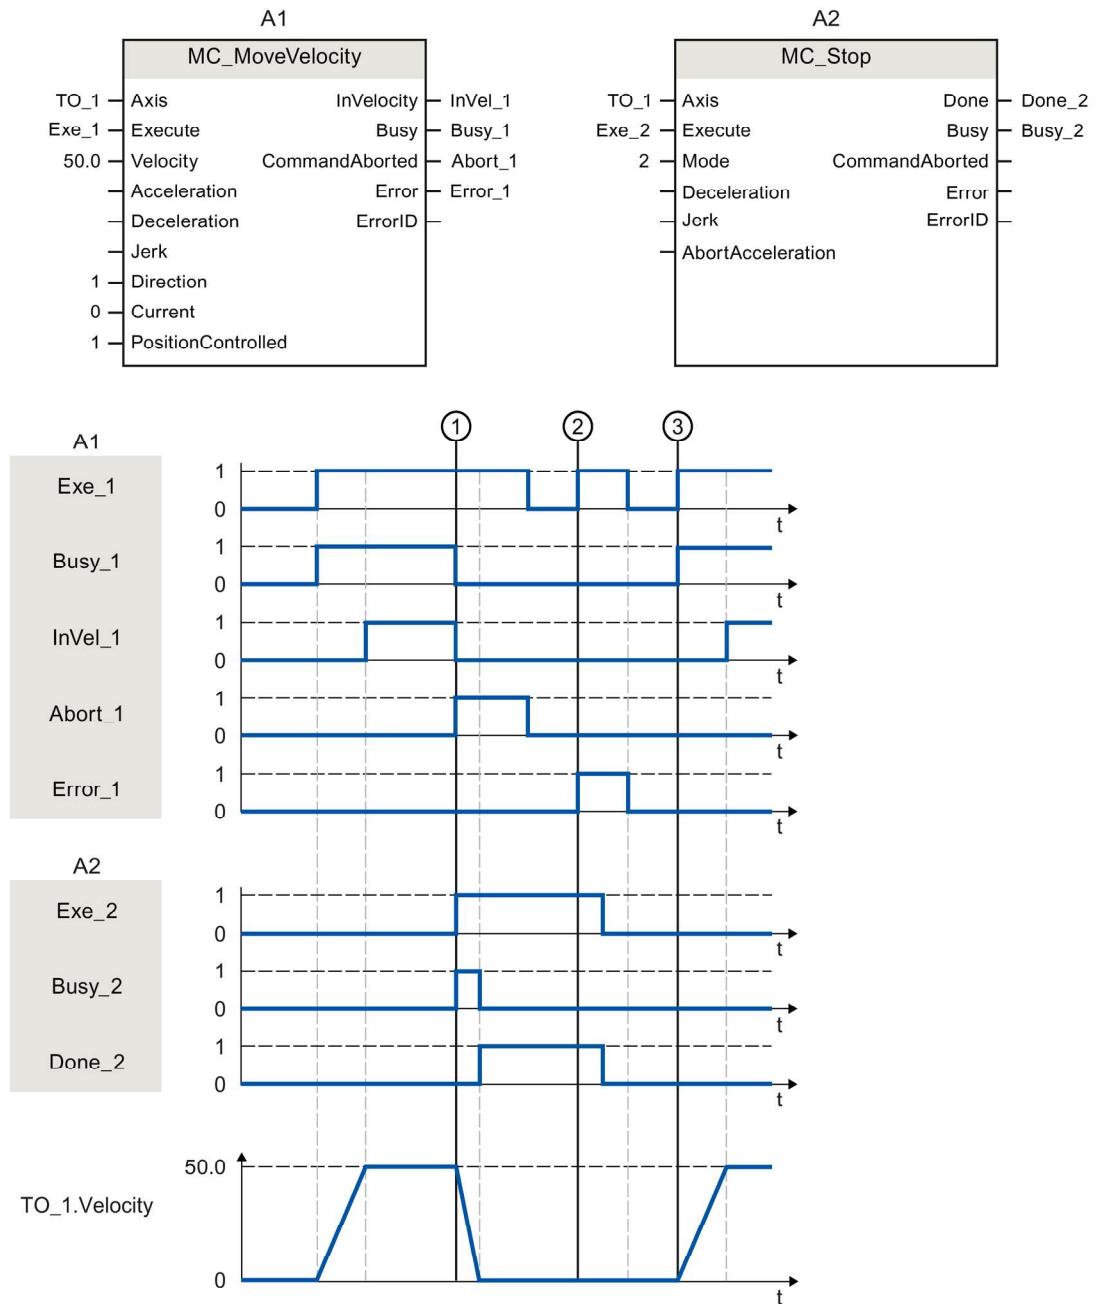 A1 A2
MC_MoveVelocity MC_Stop
TO_1 Axis InVelocity InVel_1 TO_1 Axis Done Done_2
Exe_1 Execute Busy Busy_1 Exe_2 Execute Busy Busy_2
50.0 Velocity CommandAborted Abort_1 2 Mode CommandAborted
Acceleration Error Error_1 Deceleration Error
Deceleration ErrorID Jerk ErrorID
Jerk AbortAcceleration
1 Direction
0 Current
1 PositionControlled
1 2 3
A1
Exe_1 1
0 t
Busy_1 1
0 t
InVel_1 1
0 t
Abort_1 1
0 t
Error_1 1
0 t
A2
Exe_2 1
0 t
Busy_2 1
0 t
Done_2 1
0 t
50.0
TO_1.Velocity
0 t